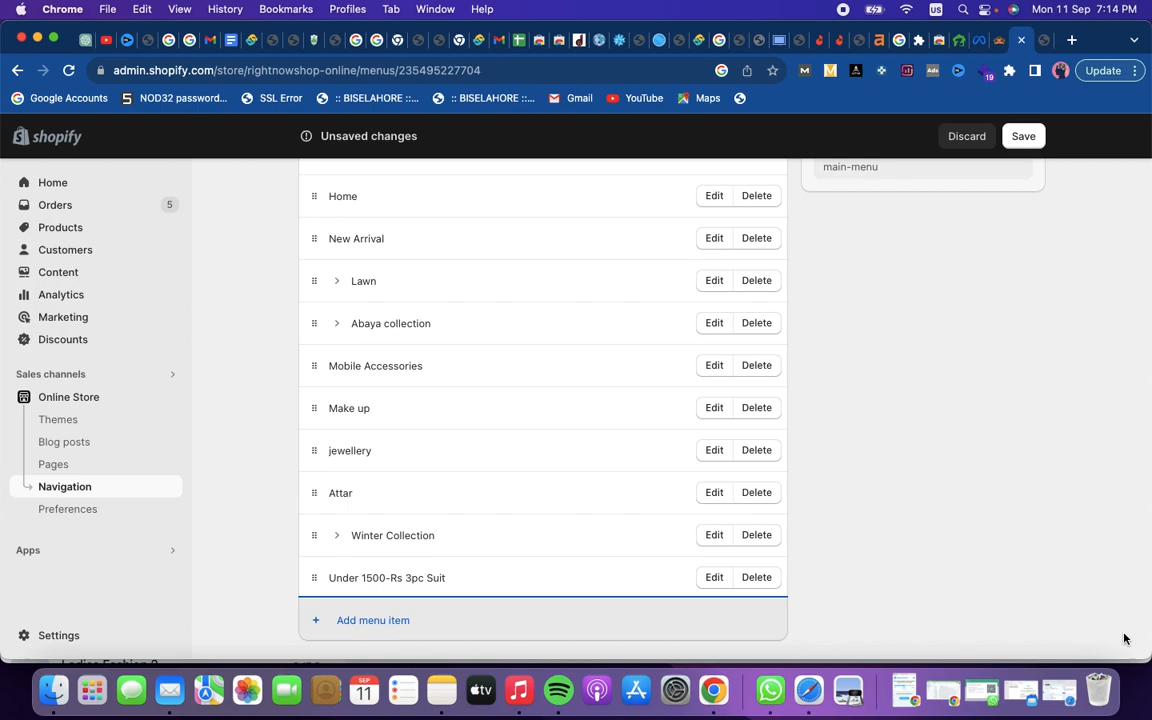 Chrome File Edit View History Bookmarks Profiles Tab Window Help US Mon 11 Sep 7:14 PM
admin.shopify.com/store/rightnowshop-online/menus/235495227704 19 Update
Google Accounts NOD32 password... SSL Error :: BISELAHORE ::... :: BISELAHORE ::... Gmail YouTube Maps
shopify Unsaved changes Discard Save
main-menu
Home
Orders 5
Products
Customers
Content
Analytics
Marketing
Discounts
Sales channels
Online Store
Themes
Blog posts
Pages
Navigation
Preferences
Apps
Settings
Home Edit Delete
New Arrival Edit Delete
Lawn Edit Delete
Abaya collection Edit Delete
Mobile Accessories Edit Delete
Make up Edit Delete
jewellery Edit Delete
Attar Edit Delete
Winter Collection Edit Delete
Under 1500-Rs 3pc Suit Edit Delete
+ Add menu item
SEP
11
tv